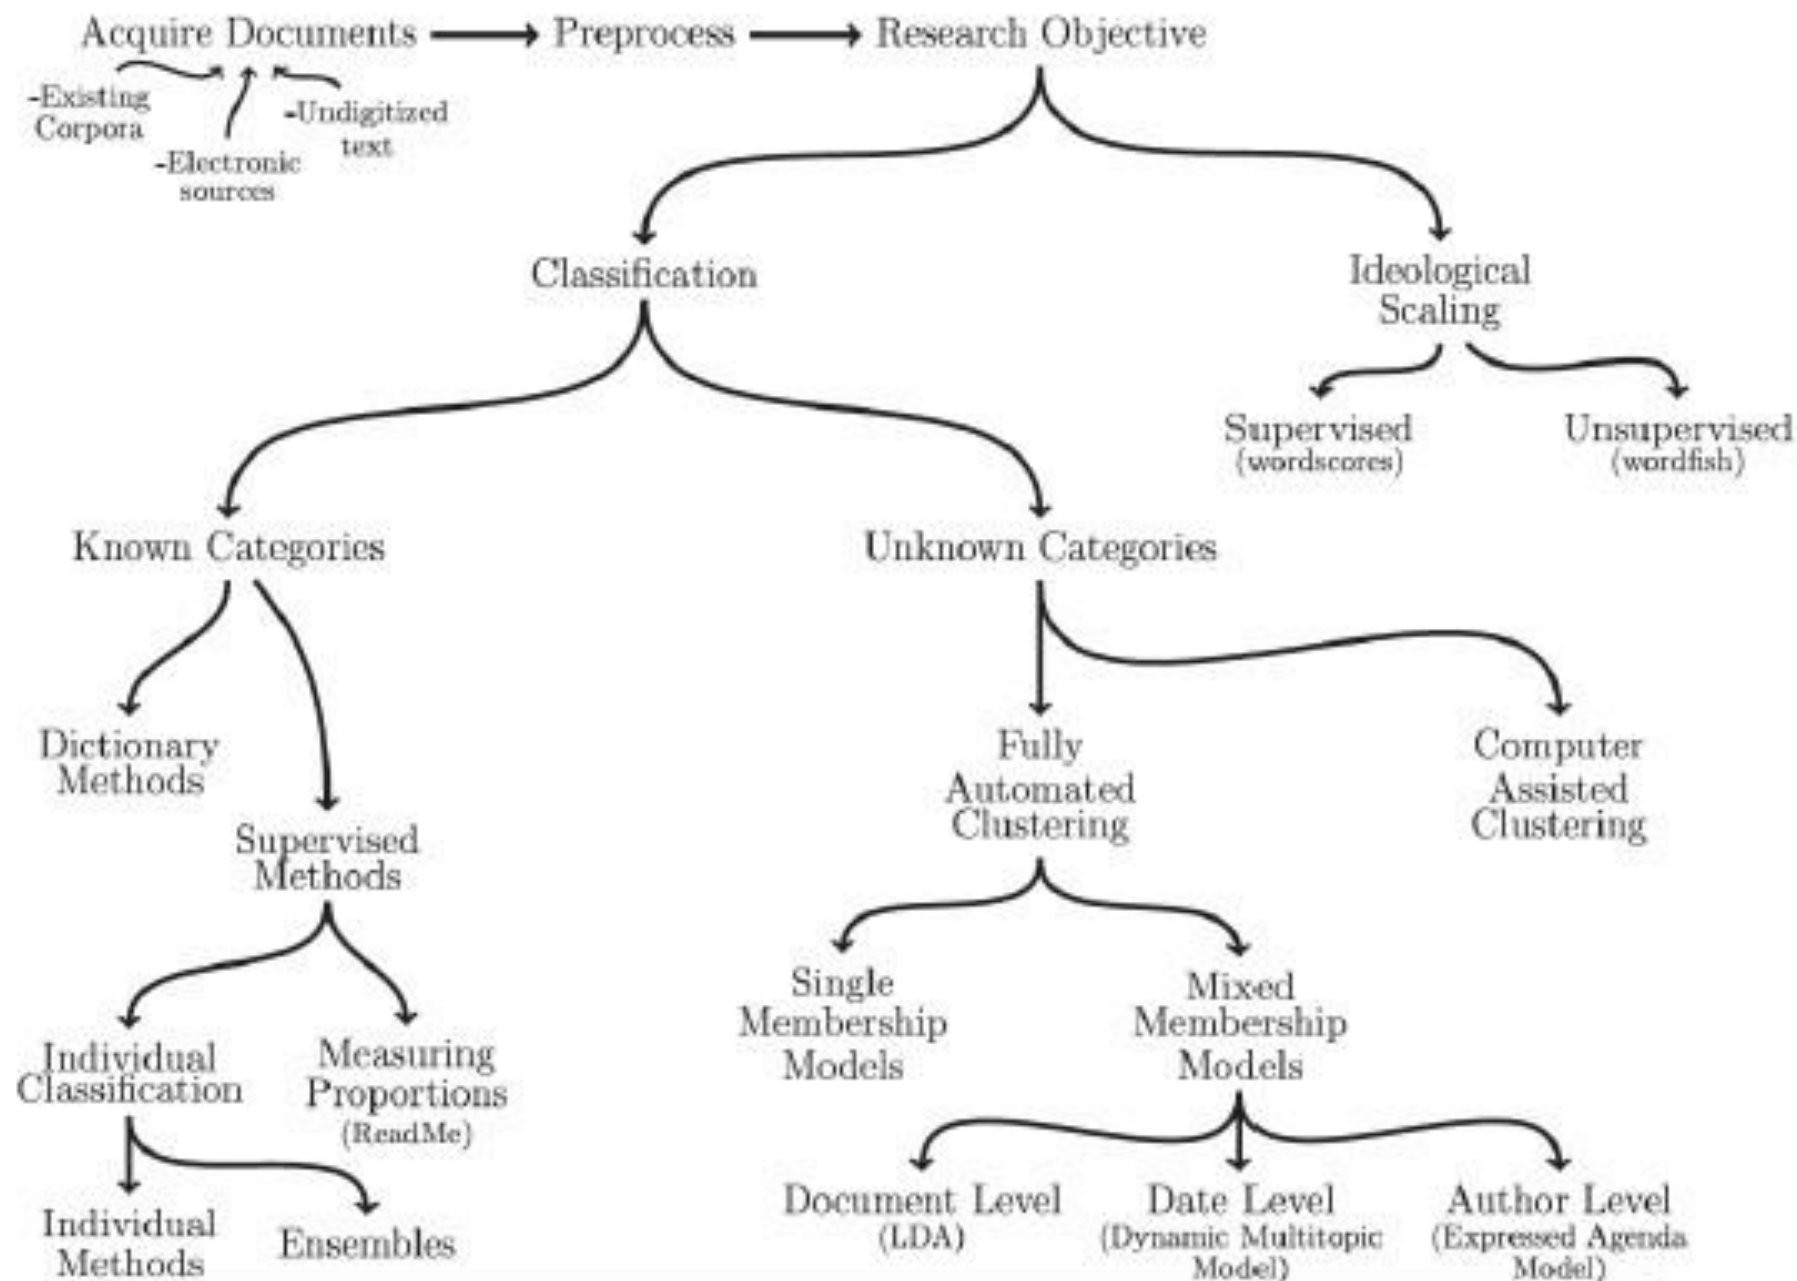 Acquire Documents
Preprocess
Research Objective
-Existing
Corpora
-Electronic
sources
-Undigitized
text
Classification
Ideological
Scaling
Supervised
(wordscores)
Unsupervised
(wordfish)
Known Categories
Unknown Categories
Dictionary
Methods
Supervised
Methods
Fully
Automated
Clustering
Computer
Assisted
Clustering
Individual
Classification
Measuring
Proportions
(ReadMe)
Single
Membership
Models
Mixed
Membership
Models
Individual
Methods
Ensembles
Document Level
(LDA)
Date Level
(Dynamic Multitopic
Model)
Author Level
(Expressed Agenda
Model)